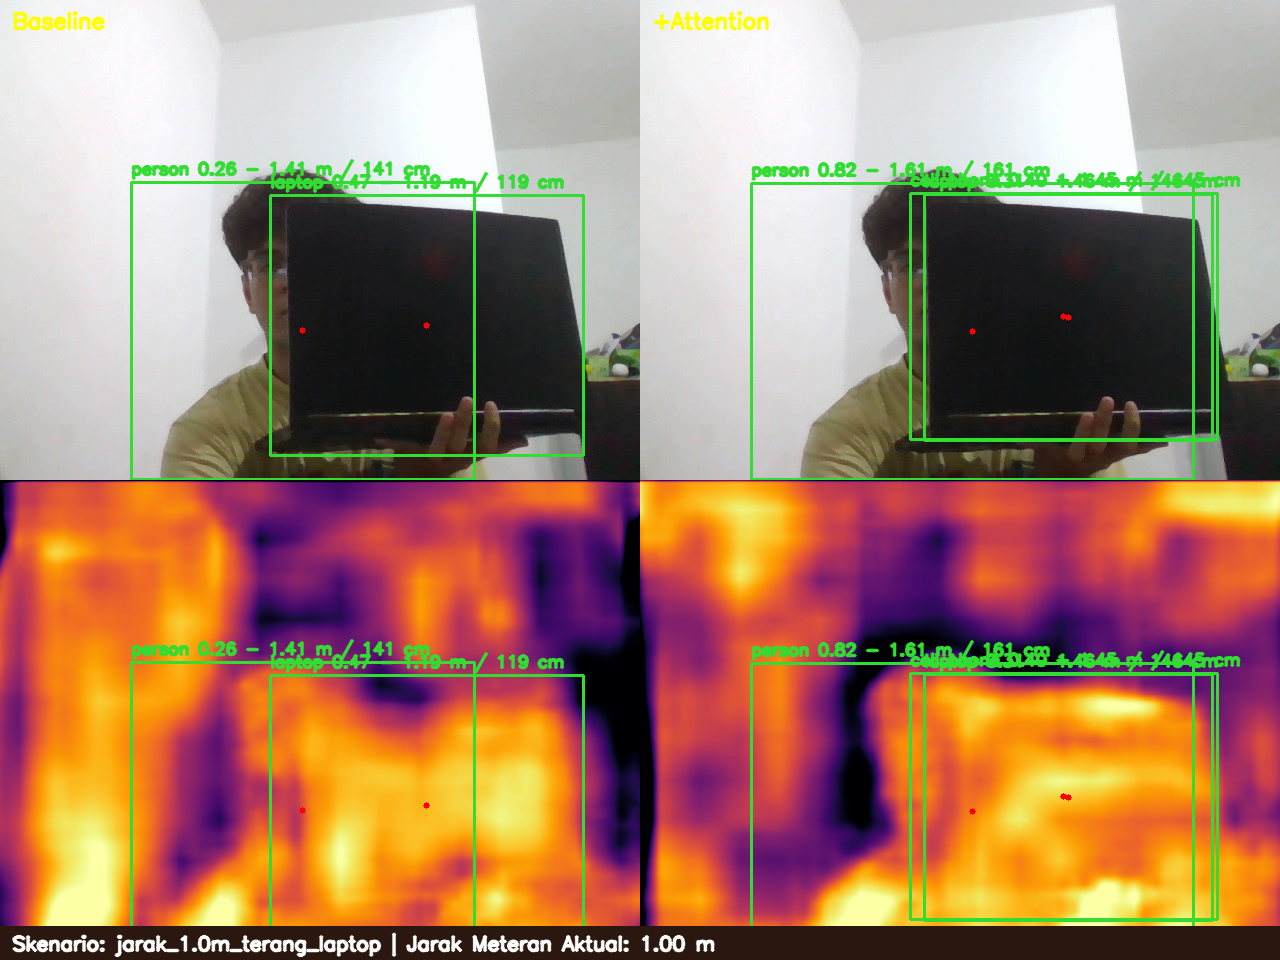 Baseline
+Attention
person 0.26 - 1.41 m / 141 cm
laptop 0.47 - 1.19 m / 119 cm
person 0.82 - 1.61 m / 161 cm
person 0.26 - 1.41 m / 141 cm
laptop 0.47 - 1.19 m / 119 cm
person 0.82 - 1.61 m / 161 cm
Skenario: jarak_1.0m_terang_laptop | Jarak Meteran Aktual: 1.00 m